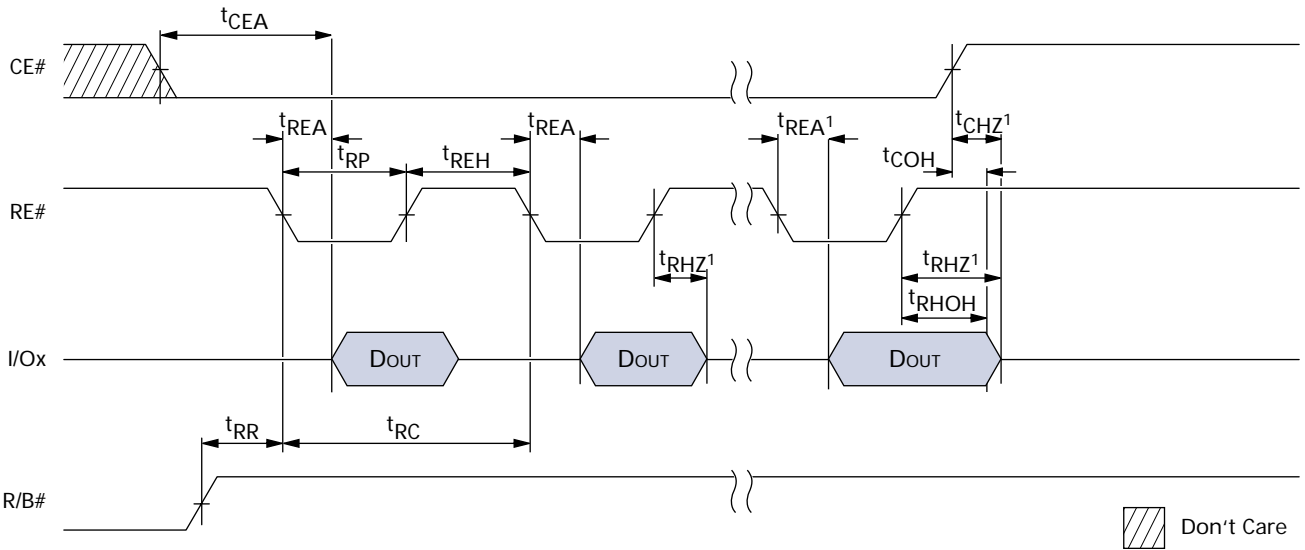 tCEA
CE#
tREA
tREA
tREA¹
tCHZ¹
tRP
tREH
tCOH
RE#
tRHZ¹
tRHZ¹
tRHOH
I/Ox
DOUT
DOUT
DOUT
tRR
tRC
R/B#
Don't Care